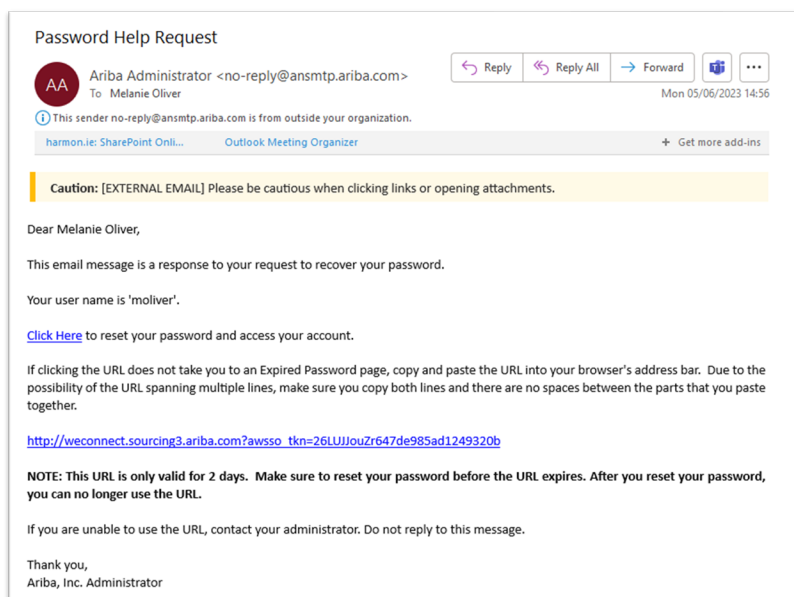 Password Help Request
AA
Ariba Administrator <no-reply@ansmtp.ariba.com>
To Melanie Oliver
Reply
Reply All
Forward
Mon 05/06/2023 14:56
This sender no-reply@ansmtp.ariba.com is from outside your organization.
harmon.ie: SharePoint Onli... Outlook Meeting Organizer + Get more add-ins
Caution: [EXTERNAL EMAIL] Please be cautious when clicking links or opening attachments.
Dear Melanie Oliver,
This email message is a response to your request to recover your password.
Your user name is 'moliver'.
Click Here to reset your password and access your account.
If clicking the URL does not take you to an Expired Password page, copy and paste the URL into your browser's address bar.  Due to the
possibility of the URL spanning multiple lines, make sure you copy both lines and there are no spaces between the parts that you paste
together.
http://weconnect.sourcing3.ariba.com?awsso_tkn=26LUJJouZr647de985ad1249320b
NOTE: This URL is only valid for 2 days.  Make sure to reset your password before the URL expires. After you reset your password,
you can no longer use the URL.
If you are unable to use the URL, contact your administrator. Do not reply to this message.
Thank you,
Ariba, Inc. Administrator